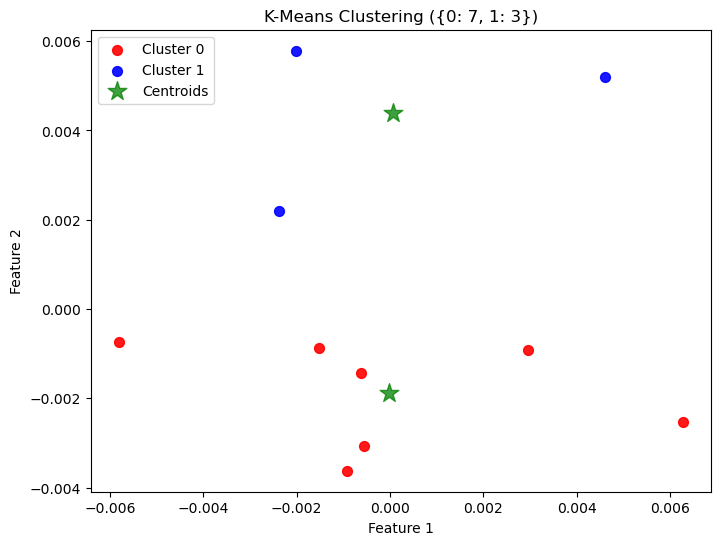 K-Means Clustering ({0: 7, 1: 3})
Cluster 0
Cluster 1
Centroids
Feature 2
0.006
0.004
0.002
0.000
−0.002
−0.004
−0.006
−0.004
−0.002
0.000
0.002
0.004
0.006
Feature 1